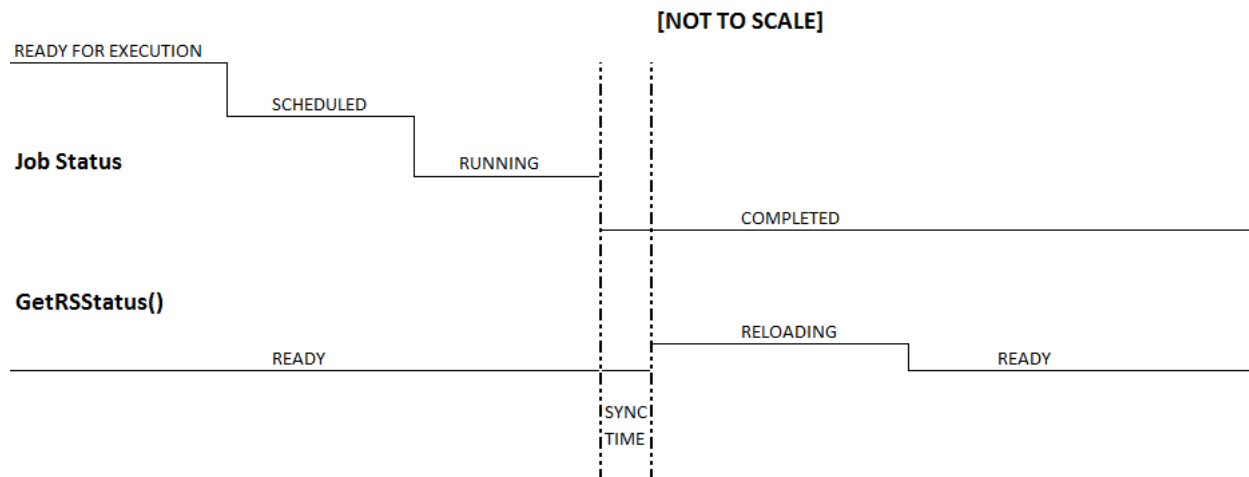 [NOT TO SCALE]
READY FOR EXECUTION
SCHEDULED
Job Status
RUNNING
COMPLETED
GetRSStatus()
RELOADING
READY
READY
SYNC
TIME